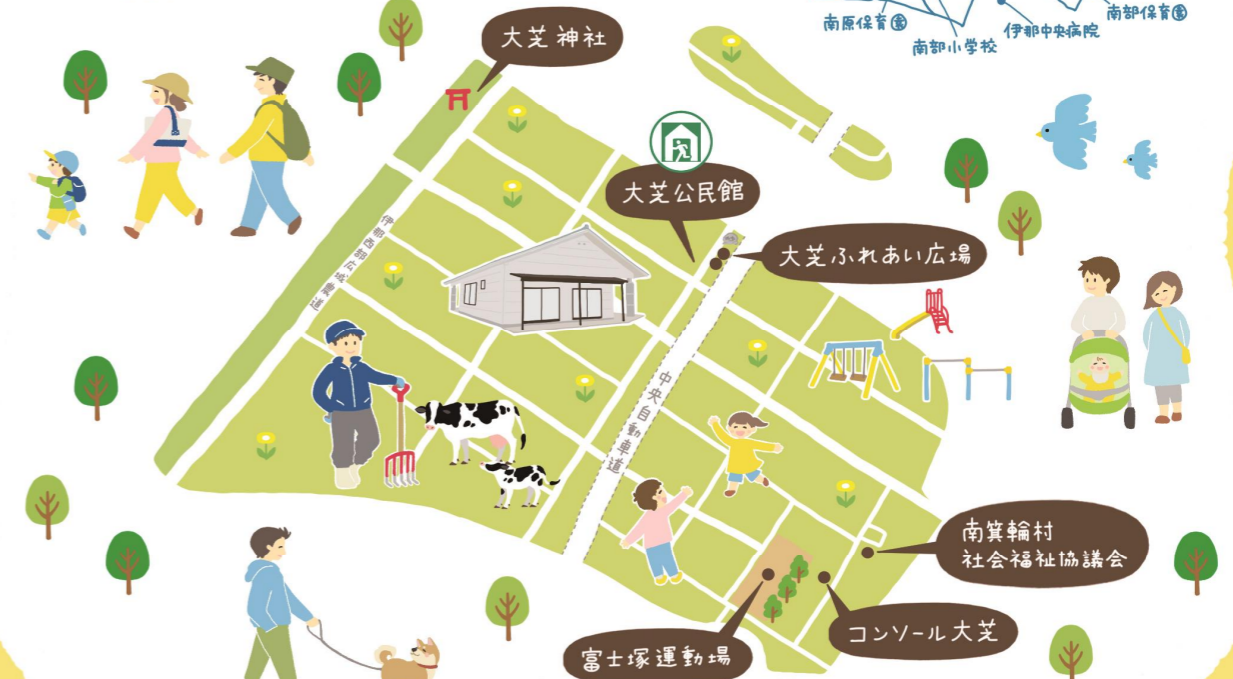 南原保育園
南部小学校
伊那中央病院
南部保育園
大芝神社
大芝公民館
大芝ふれあい広場
伊那西部広域農道
中央自動車道
南箕輪村
社会福祉協議会
コンソール大芝
富士塚運動場